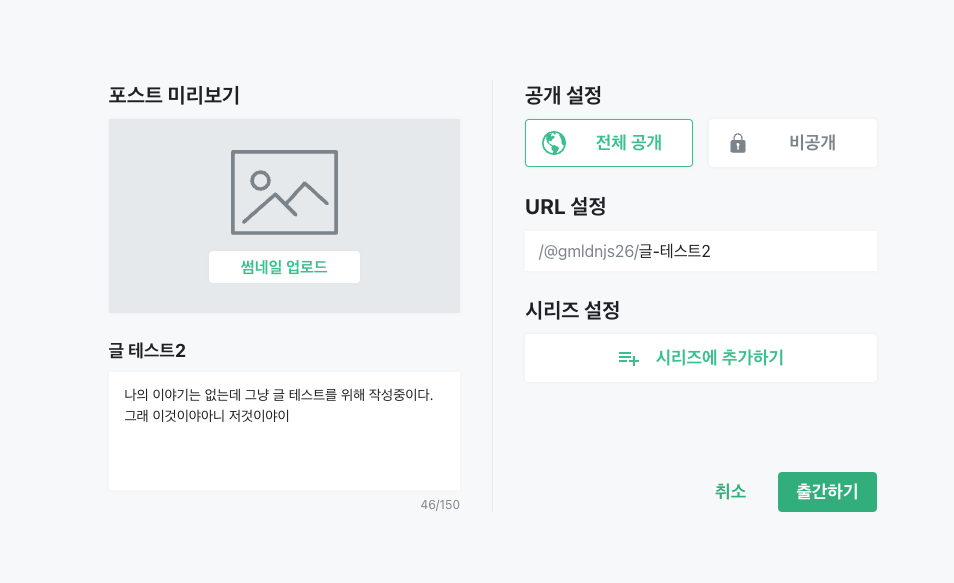 포스트 미리보기
썸네일 업로드
글 테스트2
나의 이야기는 없는데 그냥 글 테스트를 위해 작성중이다.
그래 이것이야아니 저것이야이
46/150
공개 설정
전체 공개
비공개
URL 설정
/@gmldnjs26/글-테스트2
시리즈 설정
시리즈에 추가하기
취소
출간하기